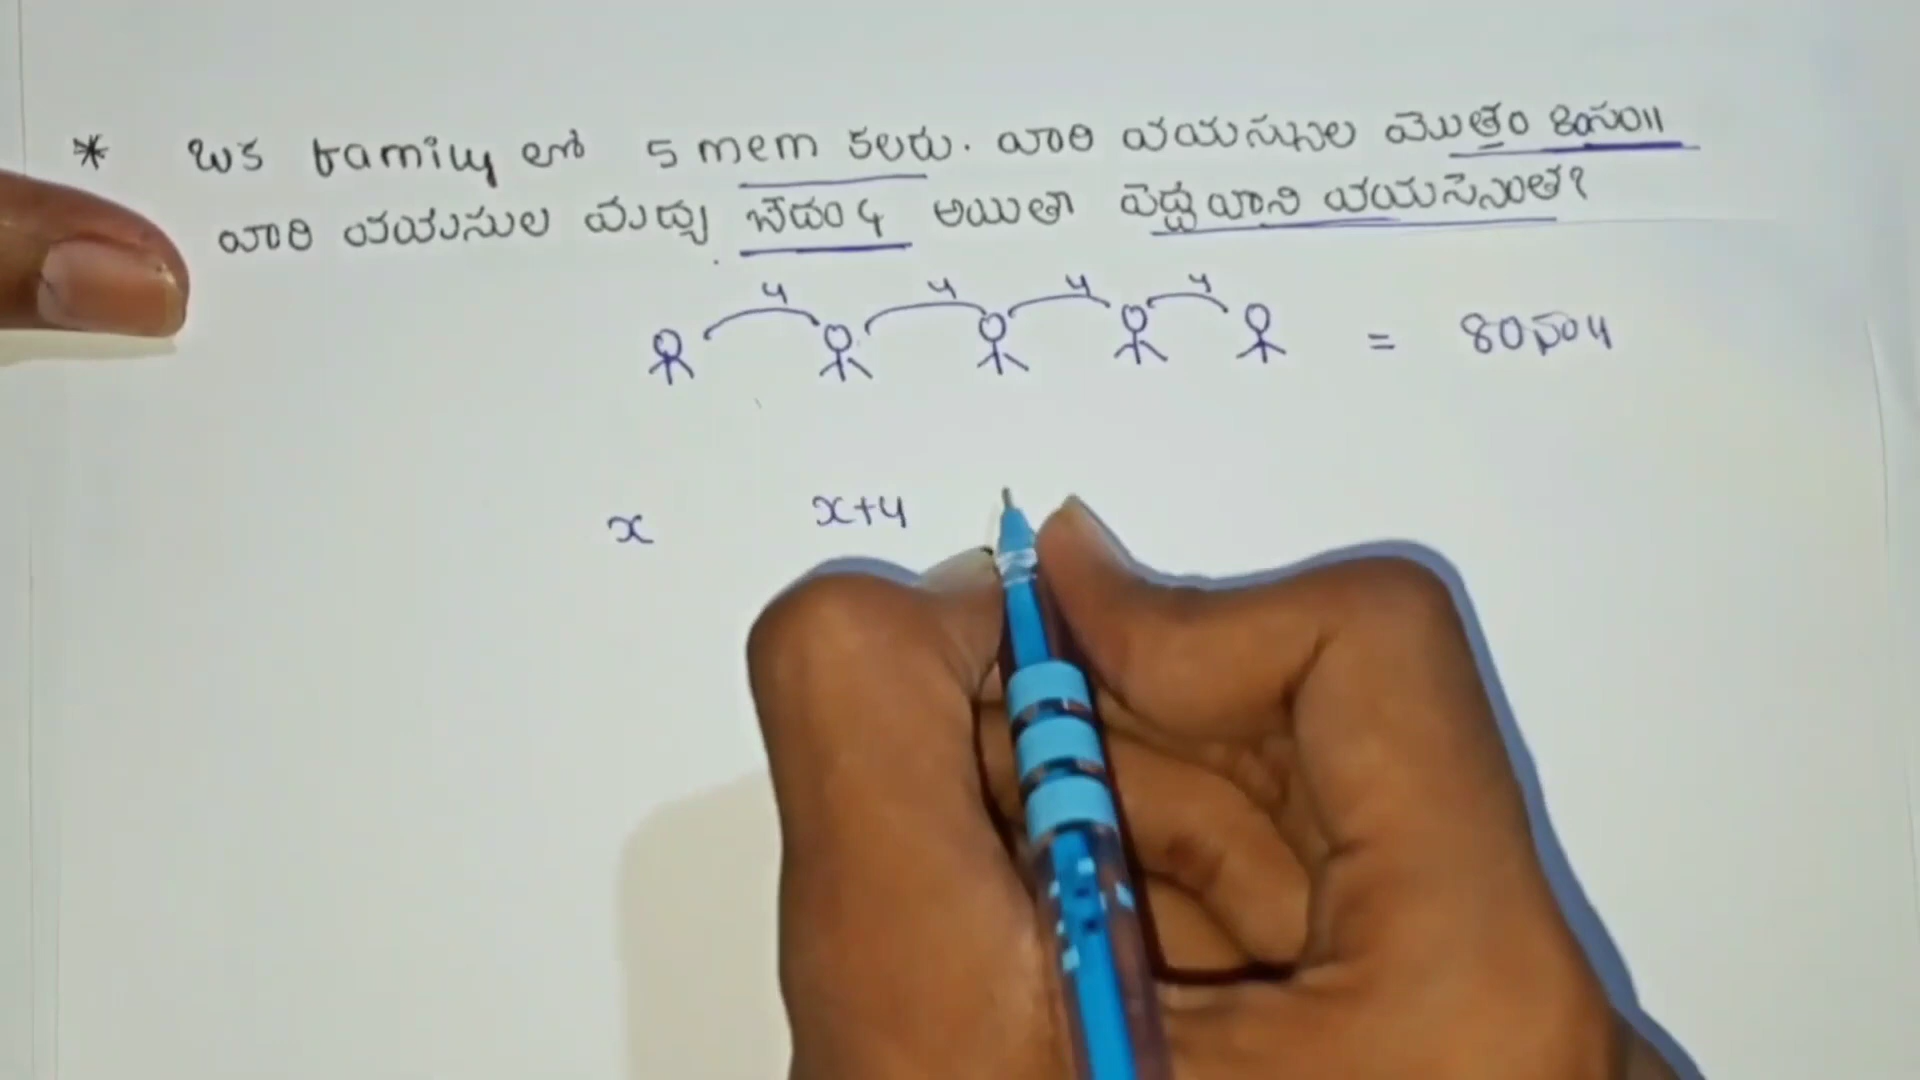 * ఒక family లో 5 mem కలరు. వారి వయస్సుల మొత్తం 80సం॥
వారి వయసుల మధ్య బేదం 4 అయితా పెద్దవాని వయసెనంత?
4 4 4 4
= 80సం॥
x x+4